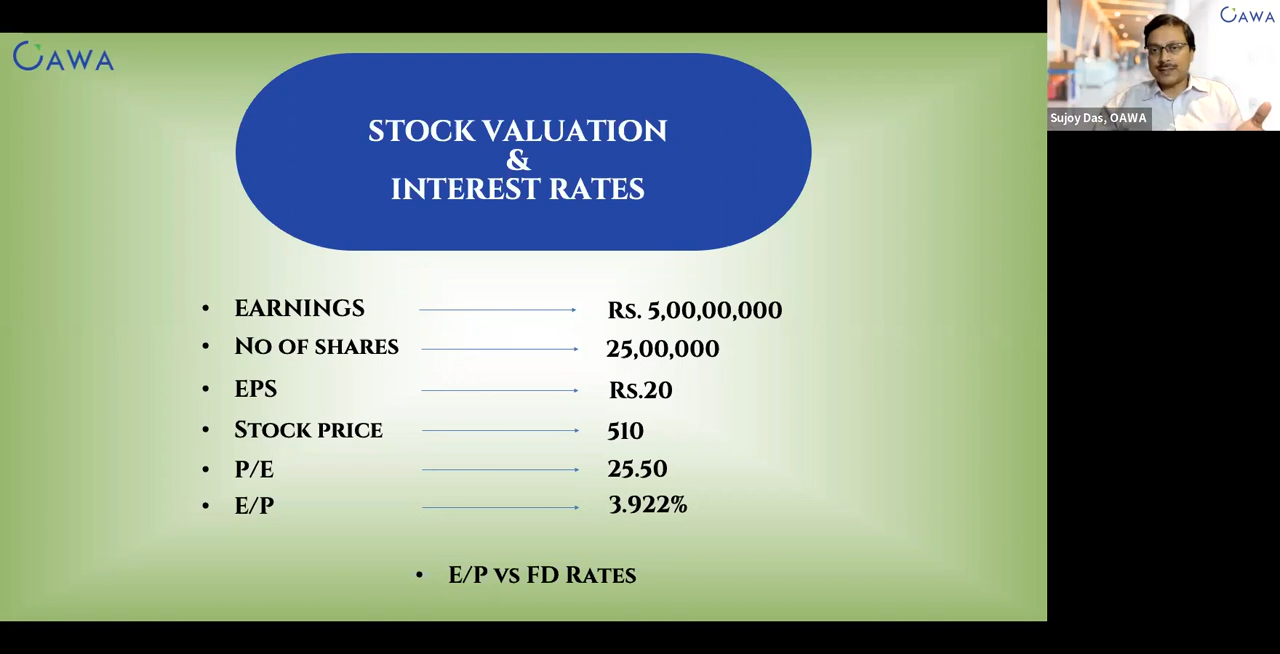 OAWA
STOCK VALUATION
&
INTEREST RATES
• EARNINGS Rs. 5,00,00,000
• NO OF SHARES 25,00,000
• EPS Rs.20
• STOCK PRICE 510
• P/E 25.50
• E/P 3.922%
• E/P VS FD RATES
OAWA
Sujoy Das, OAWA